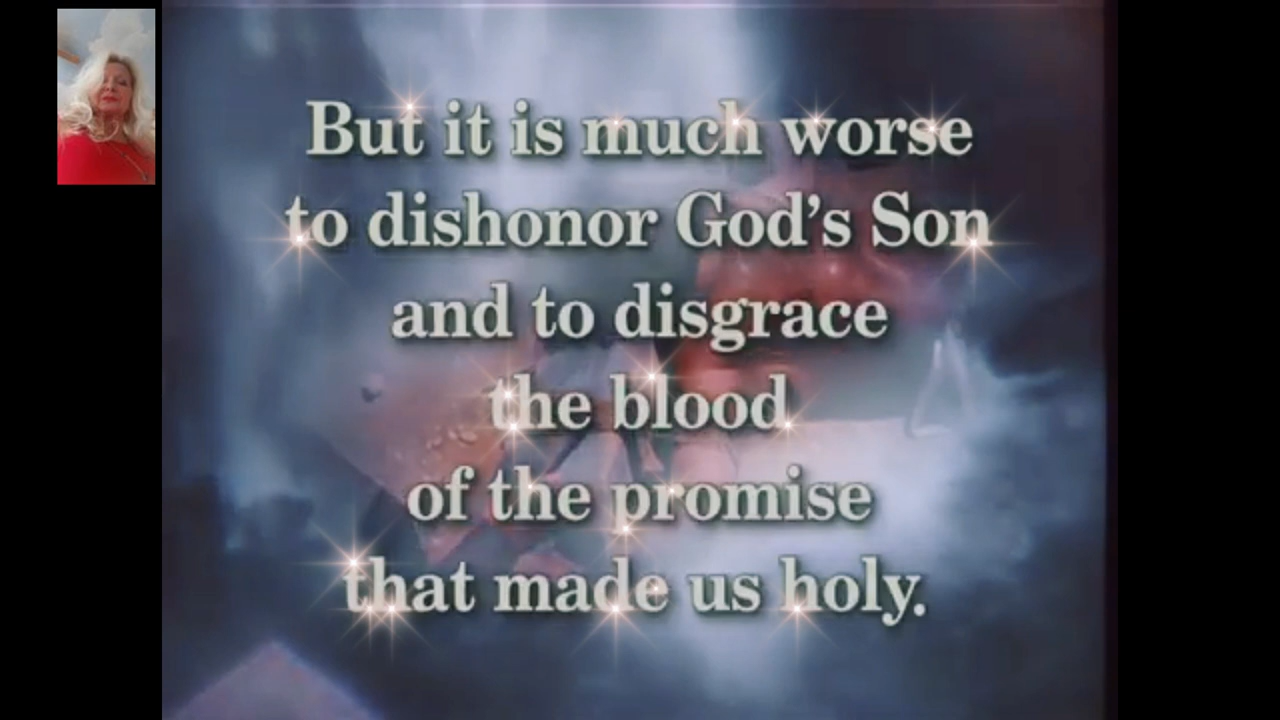 But it is much worse
to dishonor God's Son
and to disgrace
the blood
of the promise
that made us holy.